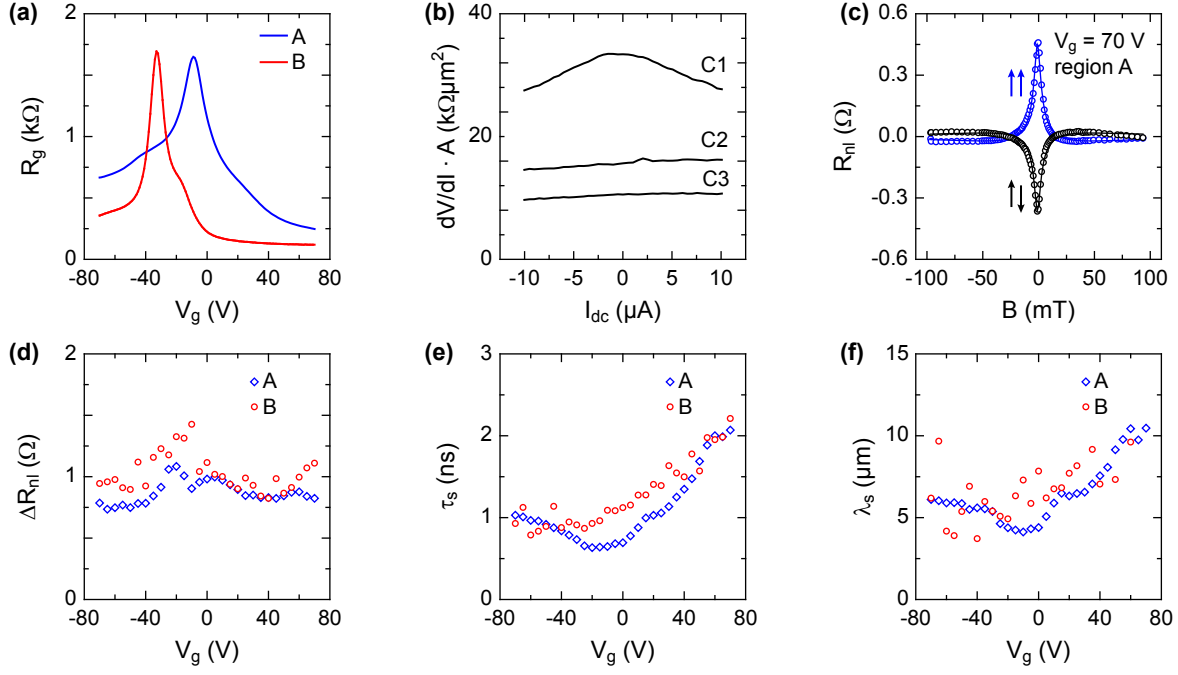 (a)
2
1
0
R_g (kΩ)
A
B
-80 -40 0 40 80
V_g (V)
(b)
40
20
0
dV/dI · A (kΩµm²)
C1
C2
C3
-10 -5 0 5 10
I_dc (µA)
(c)
0.6
0.3
0.0
-0.3
-0.6
R_nl (Ω)
V_g = 70 V
region A
-100 -50 0 50 100
B (mT)
(d)
2
1
0
ΔR_nl (Ω)
A
B
-80 -40 0 40 80
V_g (V)
(e)
3
2
1
0
τ_s (ns)
A
B
-80 -40 0 40 80
V_g (V)
(f)
15
10
5
0
λ_s (µm)
A
B
-80 -40 0 40 80
V_g (V)